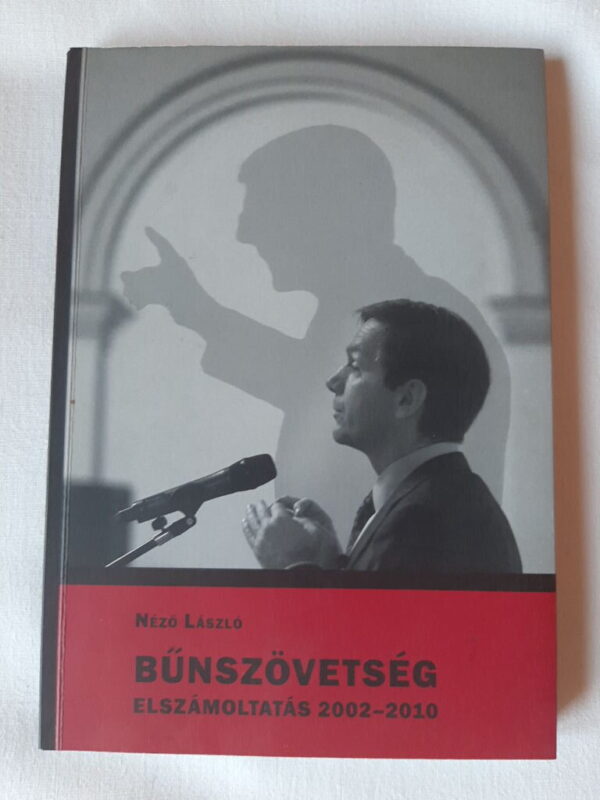 Néző László
BŰNSZÖVETSÉG
ELSZÁMOLTATÁS 2002–2010